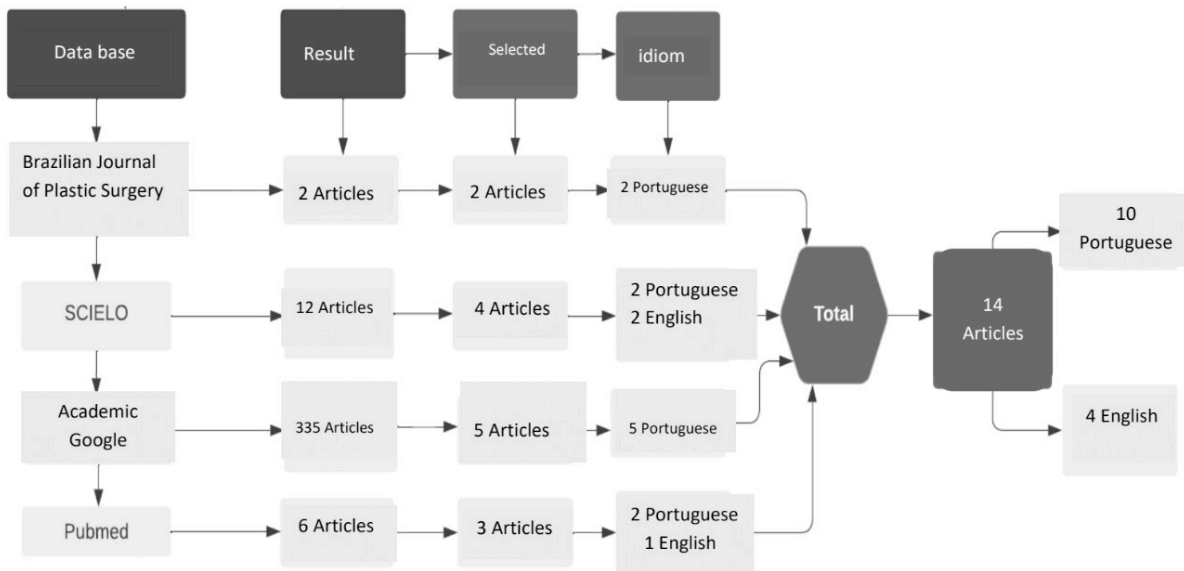 Data base
Result
Selected
idiom
Brazilian Journal
of Plastic Surgery
2 Articles
2 Articles
2 Portuguese
SCIELO
12 Articles
4 Articles
2 Portuguese
2 English
Academic
Google
335 Articles
5 Articles
5 Portuguese
Pubmed
6 Articles
3 Articles
2 Portuguese
1 English
Total
14
Articles
10
Portuguese
4 English